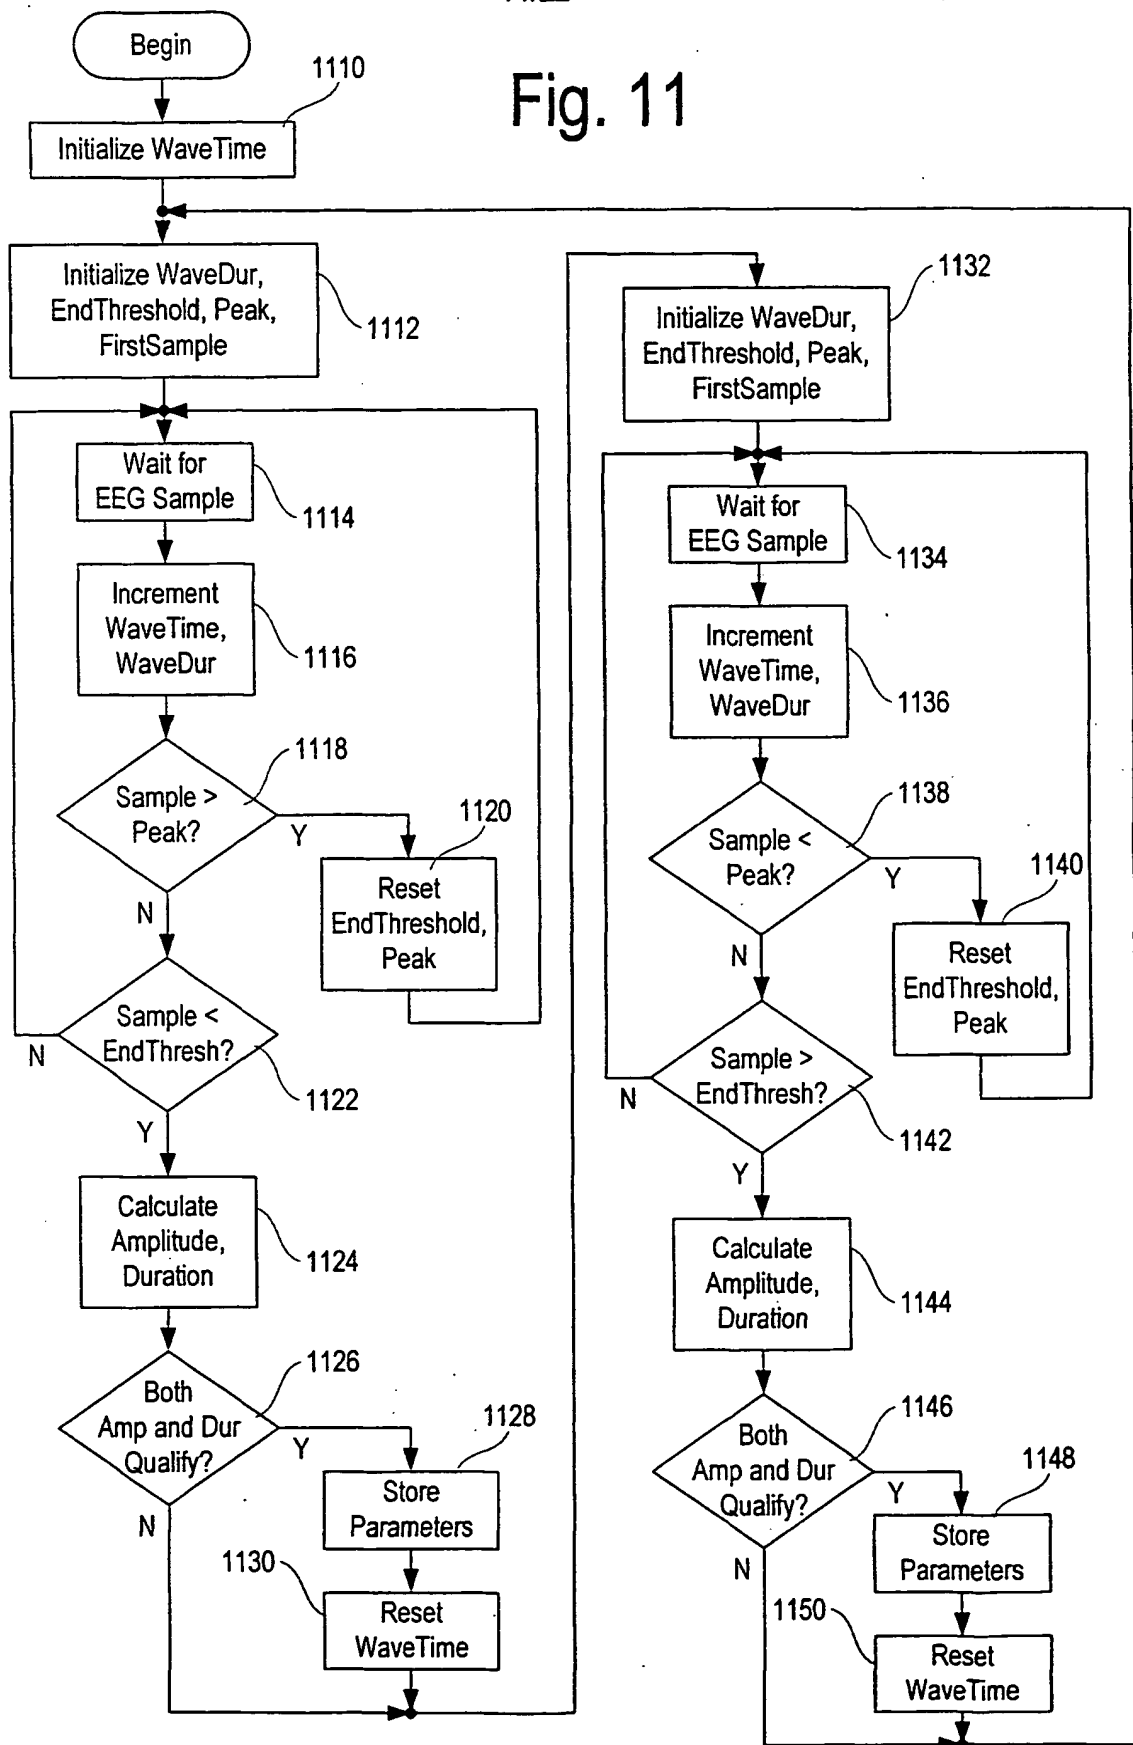 Fig. 11
Begin
1110
Initialize WaveTime
Initialize WaveDur,
EndThreshold, Peak,
FirstSample
1112
Wait for
EEG Sample
1114
Increment
WaveTime,
WaveDur
1116
Sample >
Peak?
1118
Y
N
1120
Reset
EndThreshold,
Peak
Sample <
EndThresh?
1122
N
Y
Calculate
Amplitude,
Duration
1124
Both
Amp and Dur
Qualify?
1126
Y
N
1128
Store
Parameters
1130
Reset
WaveTime
1132
Initialize WaveDur,
EndThreshold, Peak,
FirstSample
Wait for
EEG Sample
1134
Increment
WaveTime,
WaveDur
1136
Sample <
Peak?
1138
Y
N
1140
Reset
EndThreshold,
Peak
Sample >
EndThresh?
1142
N
Y
Calculate
Amplitude,
Duration
1144
Both
Amp and Dur
Qualify?
1146
Y
N
1148
Store
Parameters
1150
Reset
WaveTime